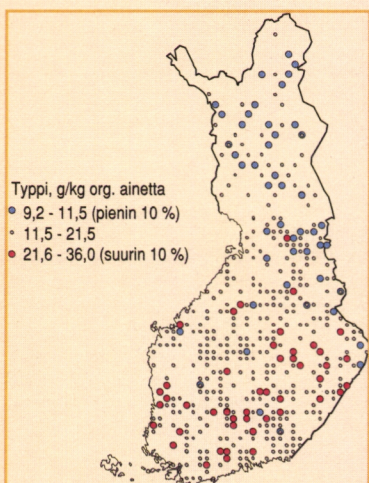 Typpi, g/kg org. ainetta
9,2 - 11,5 (pienin 10 %)
11,5 - 21,5
21,6 - 36,0 (suurin 10 %)